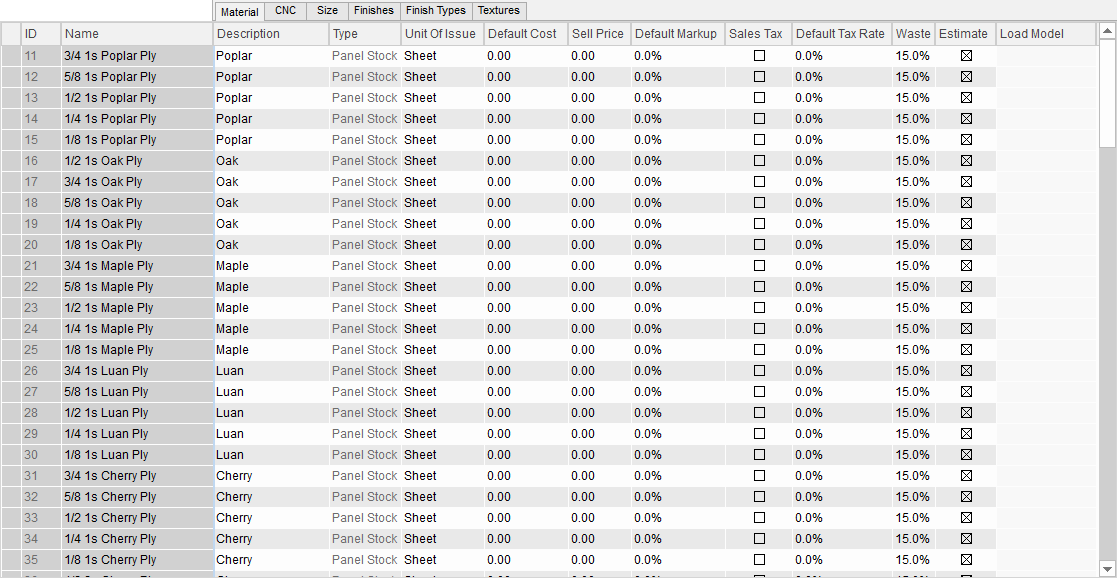 Material CNC Size Finishes Finish Types Textures
ID Name Description Type Unit Of Issue Default Cost Sell Price Default Markup Sales Tax Default Tax Rate Waste Estimate Load Model
11 3/4 1s Poplar Ply Poplar Panel Stock Sheet 0.00 0.00 0.0% 0.0% 15.0%
12 5/8 1s Poplar Ply Poplar Panel Stock Sheet 0.00 0.00 0.0% 0.0% 15.0%
13 1/2 1s Poplar Ply Poplar Panel Stock Sheet 0.00 0.00 0.0% 0.0% 15.0%
14 1/4 1s Poplar Ply Poplar Panel Stock Sheet 0.00 0.00 0.0% 0.0% 15.0%
15 1/8 1s Poplar Ply Poplar Panel Stock Sheet 0.00 0.00 0.0% 0.0% 15.0%
16 1/2 1s Oak Ply Oak Panel Stock Sheet 0.00 0.00 0.0% 0.0% 15.0%
17 3/4 1s Oak Ply Oak Panel Stock Sheet 0.00 0.00 0.0% 0.0% 15.0%
18 5/8 1s Oak Ply Oak Panel Stock Sheet 0.00 0.00 0.0% 0.0% 15.0%
19 1/4 1s Oak Ply Oak Panel Stock Sheet 0.00 0.00 0.0% 0.0% 15.0%
20 1/8 1s Oak Ply Oak Panel Stock Sheet 0.00 0.00 0.0% 0.0% 15.0%
21 3/4 1s Maple Ply Maple Panel Stock Sheet 0.00 0.00 0.0% 0.0% 15.0%
22 5/8 1s Maple Ply Maple Panel Stock Sheet 0.00 0.00 0.0% 0.0% 15.0%
23 1/2 1s Maple Ply Maple Panel Stock Sheet 0.00 0.00 0.0% 0.0% 15.0%
24 1/4 1s Maple Ply Maple Panel Stock Sheet 0.00 0.00 0.0% 0.0% 15.0%
25 1/8 1s Maple Ply Maple Panel Stock Sheet 0.00 0.00 0.0% 0.0% 15.0%
26 3/4 1s Luan Ply Luan Panel Stock Sheet 0.00 0.00 0.0% 0.0% 15.0%
27 5/8 1s Luan Ply Luan Panel Stock Sheet 0.00 0.00 0.0% 0.0% 15.0%
28 1/2 1s Luan Ply Luan Panel Stock Sheet 0.00 0.00 0.0% 0.0% 15.0%
29 1/4 1s Luan Ply Luan Panel Stock Sheet 0.00 0.00 0.0% 0.0% 15.0%
30 1/8 1s Luan Ply Luan Panel Stock Sheet 0.00 0.00 0.0% 0.0% 15.0%
31 3/4 1s Cherry Ply Cherry Panel Stock Sheet 0.00 0.00 0.0% 0.0% 15.0%
32 5/8 1s Cherry Ply Cherry Panel Stock Sheet 0.00 0.00 0.0% 0.0% 15.0%
33 1/2 1s Cherry Ply Cherry Panel Stock Sheet 0.00 0.00 0.0% 0.0% 15.0%
34 1/4 1s Cherry Ply Cherry Panel Stock Sheet 0.00 0.00 0.0% 0.0% 15.0%
35 1/8 1s Cherry Ply Cherry Panel Stock Sheet 0.00 0.00 0.0% 0.0% 15.0%